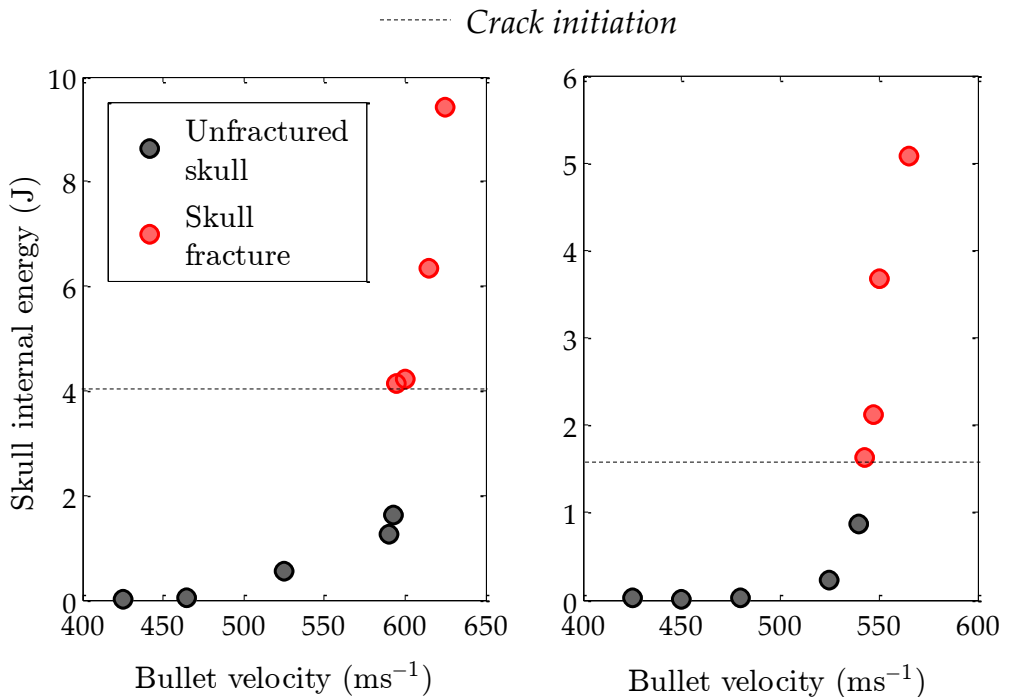 Crack initiation
10
8
6
4
2
0
400 450 500 550 600 650
Unfractured
skull
Skull
fracture
Skull internal energy (J)
Bullet velocity (ms⁻¹)
6
5
4
3
2
1
0
400 450 500 550 600
Bullet velocity (ms⁻¹)